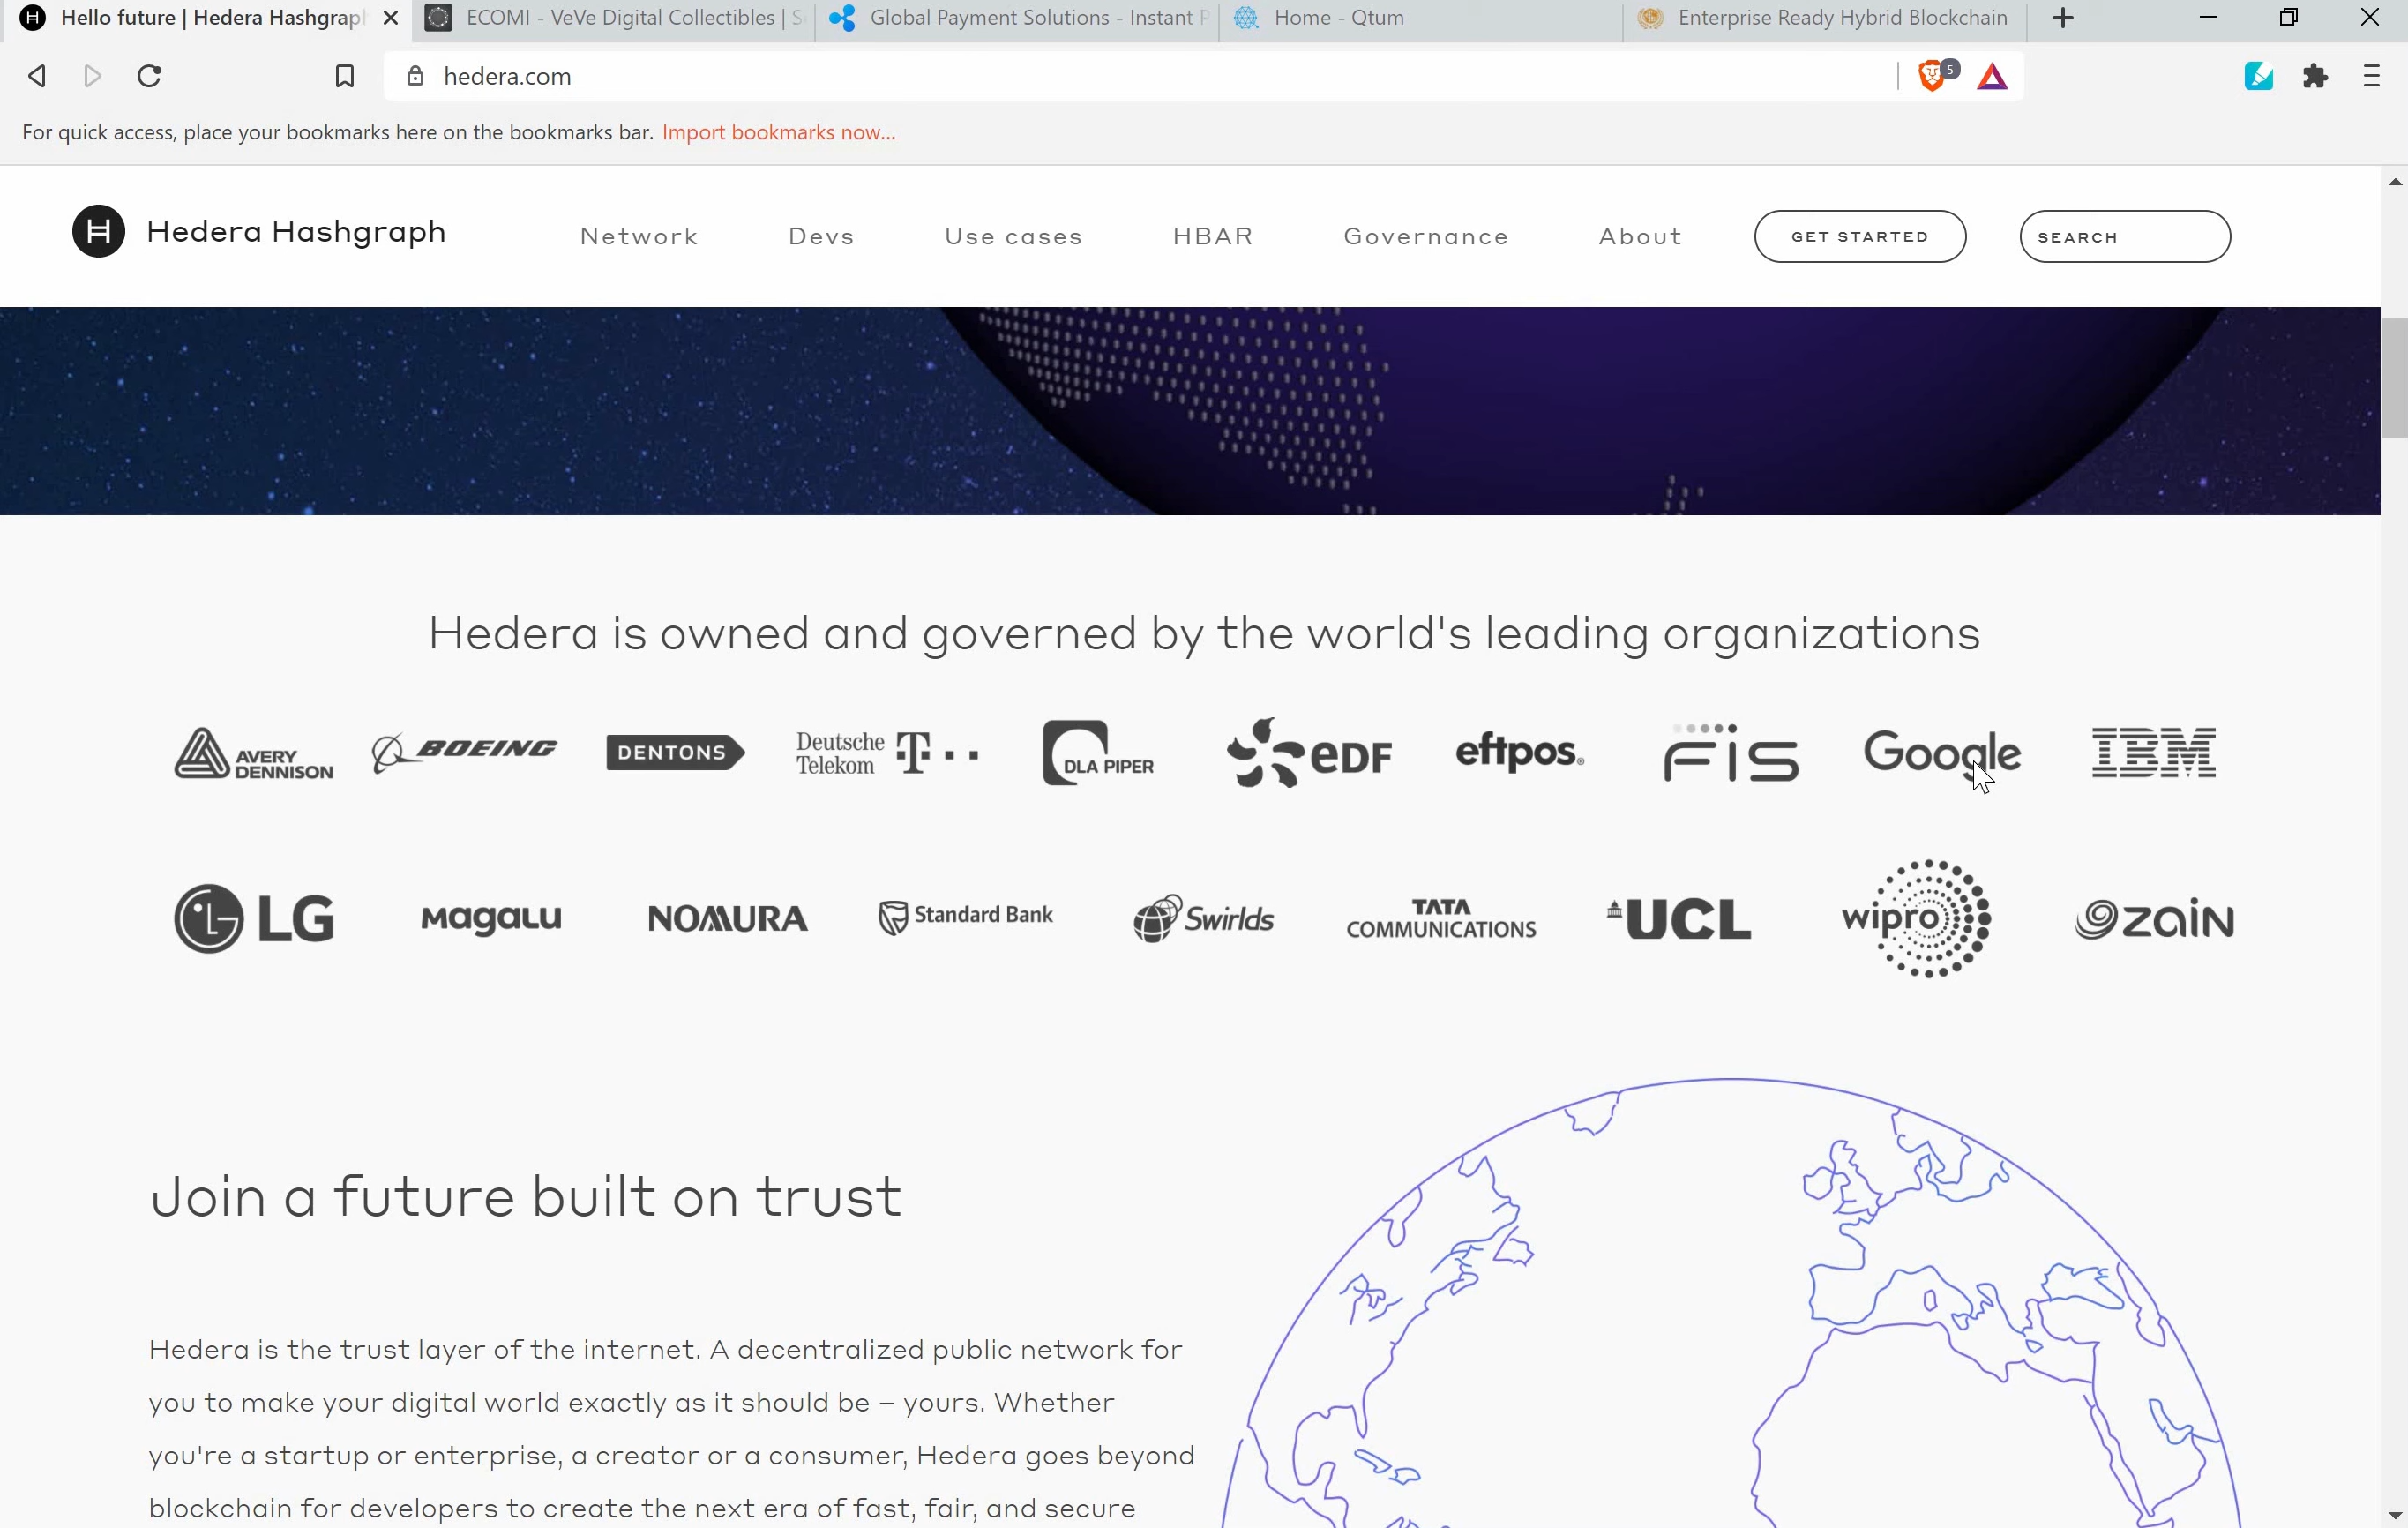 Hello future | Hedera Hashgraph
ECOMI - VeVe Digital Collectibles |
Global Payment Solutions - Instant
Home - Qtum
Enterprise Ready Hybrid Blockchain
hedera.com
5
For quick access, place your bookmarks here on the bookmarks bar. Import bookmarks now...
H Hedera Hashgraph
Network
Devs
Use cases
HBAR
Governance
About
GET STARTED
SEARCH
Hedera is owned and governed by the world's leading organizations
AVERY
DENNISON
BOEING
DENTONS
Deutsche
Telekom
T
DLA PIPER
eDF
eftpos®
FIS
Google
IBM
LG
magalu
NOMURA
Standard Bank
Swirlds
TATA
COMMUNICATIONS
UCL
wipro
zain
Join a future built on trust
Hedera is the trust layer of the internet. A decentralized public network for
you to make your digital world exactly as it should be – yours. Whether
you're a startup or enterprise, a creator or a consumer, Hedera goes beyond
blockchain for developers to create the next era of fast, fair, and secure